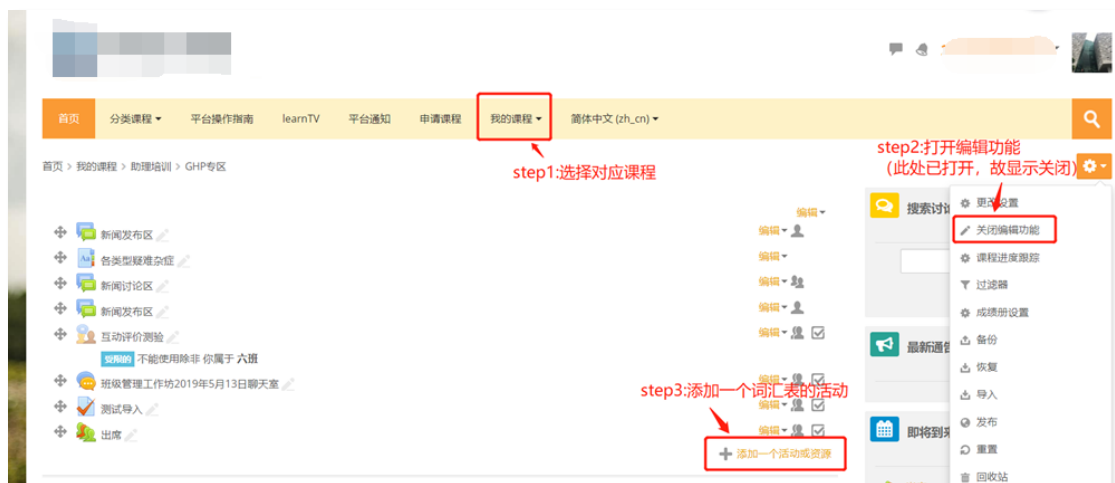 首页 分类课程 平台操作指南 learnTV 平台通知 申请课程 我的课程 简体中文 (zh_cn)
step1:选择对应课程
step2:打开编辑功能
（此处已打开，故显示关闭）
首页 > 我的课程 > 助理培训 > GHP专区
编辑
新闻发布区 编辑
各类型疑难杂症 编辑
新闻讨论区 编辑
新闻发布区 编辑
互动评价测验 编辑
受限的 不能使用除非 你属于 六班
班级管理工作坊2019年5月13日聊天室 编辑
step3:添加一个词汇表的活动
测试导入 编辑
出席 编辑
添加一个活动或资源
搜索讨
最新通告
即将到来
更改设置
关闭编辑功能
课程进度跟踪
过滤器
成绩册设置
备份
恢复
导入
发布
重置
回收站